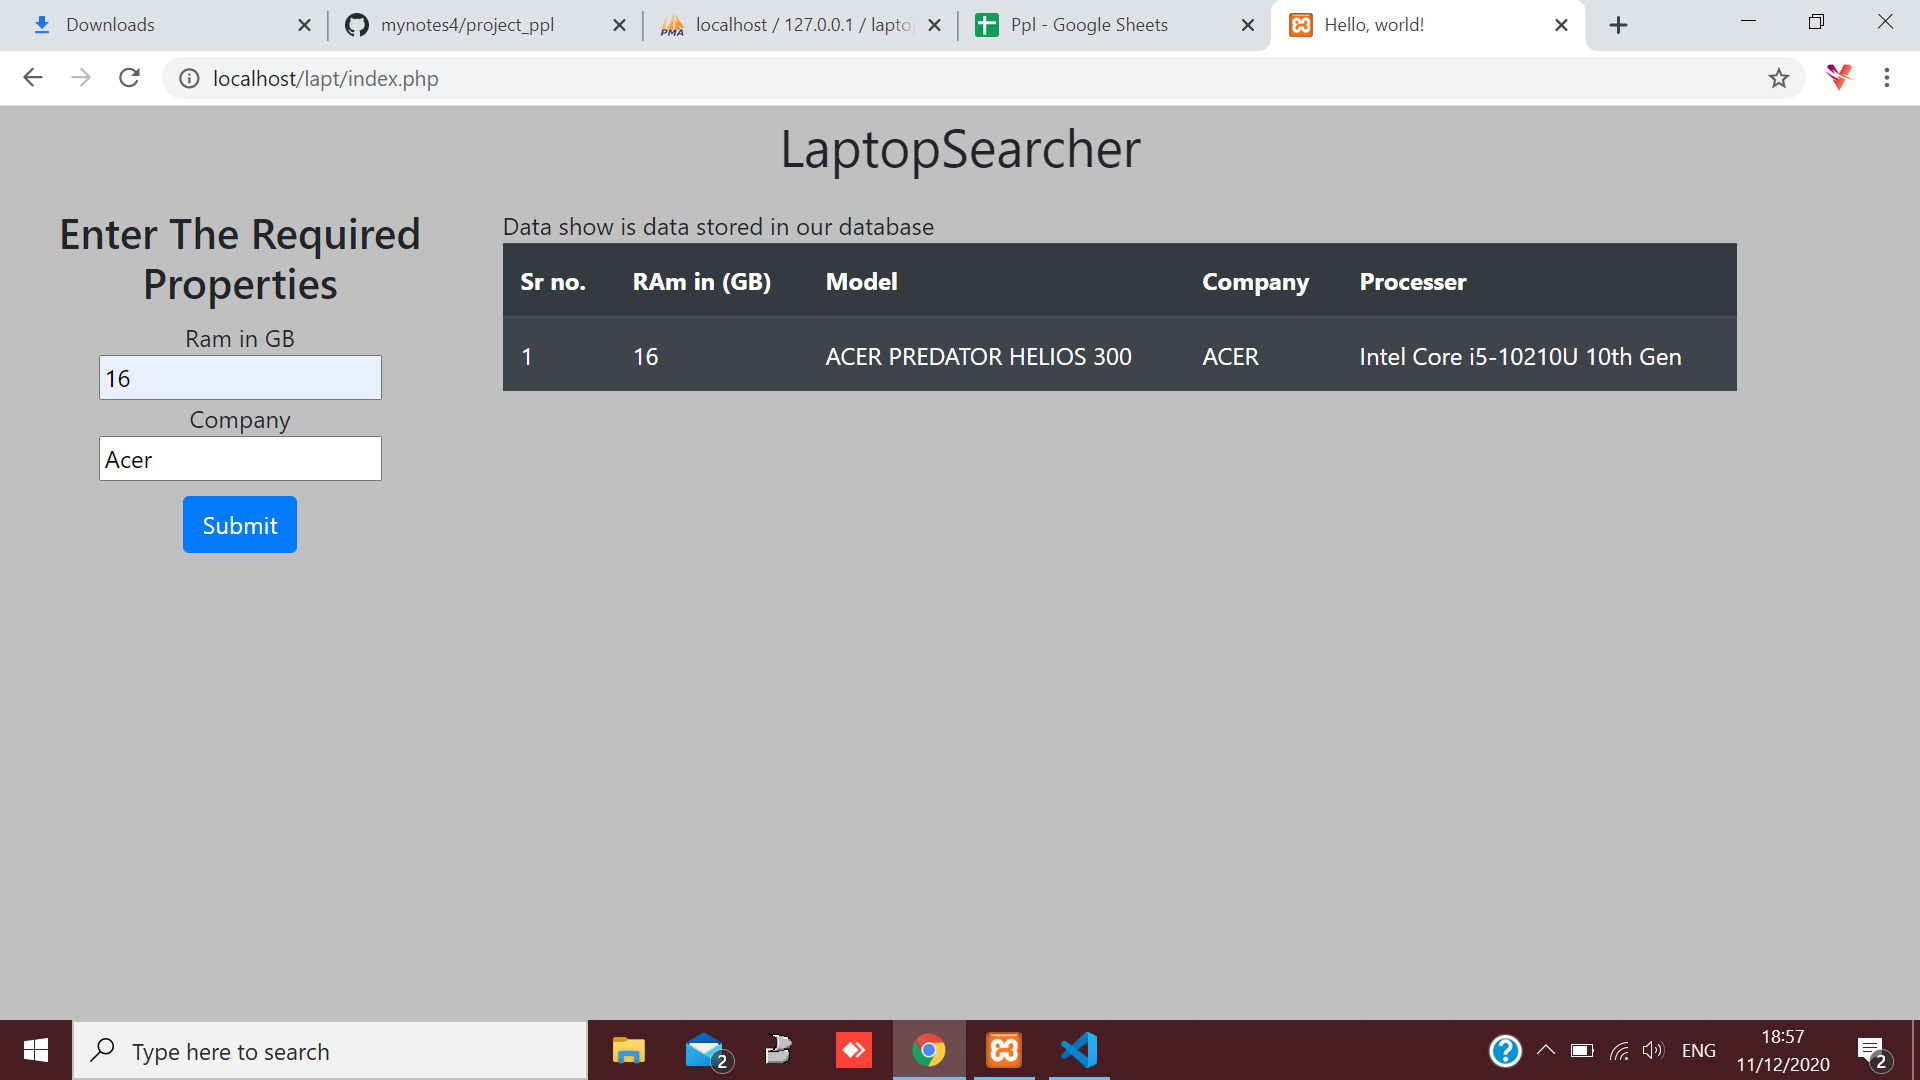 Downloads
mynotes4/project_ppl
PMA
localhost / 127.0.0.1 / lapto
Ppl - Google Sheets
Hello, world!
localhost/lapt/index.php
LaptopSearcher
Enter The Required
Properties
Ram in GB
16
Company
Acer
Submit
Data show is data stored in our database
Sr no. RAm in (GB) Model Company Processer
1 16 ACER PREDATOR HELIOS 300 ACER Intel Core i5-10210U 10th Gen
Type here to search
2
ENG
18:57
11/12/2020
2